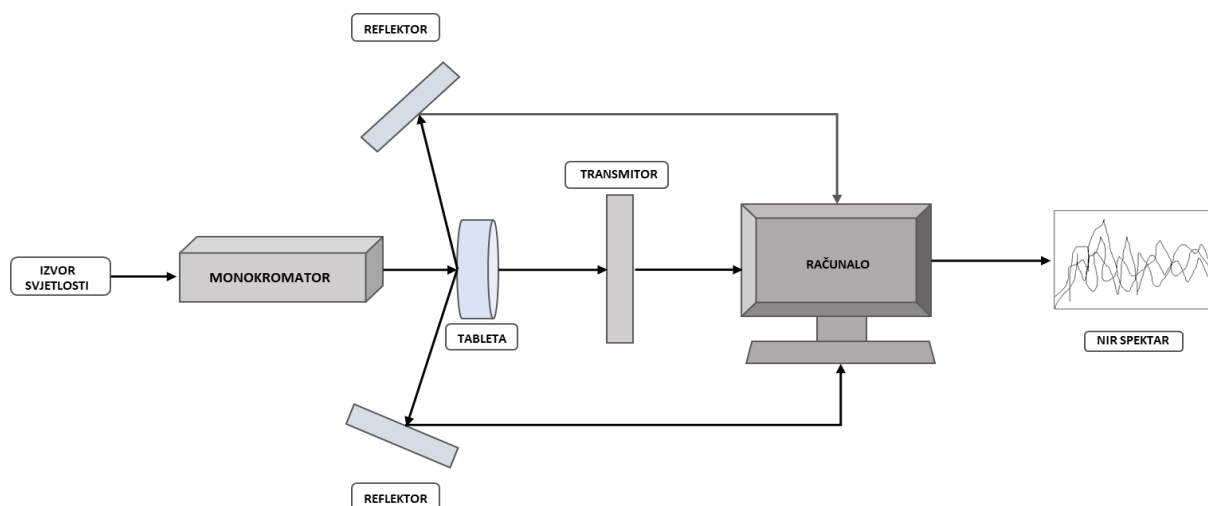 REFLEKTOR
TRANSMITOR
IZVOR
SVJETLOSTI
MONOKROMATOR
RAČUNALO
TABLETA
NIR SPEKTAR
REFLEKTOR